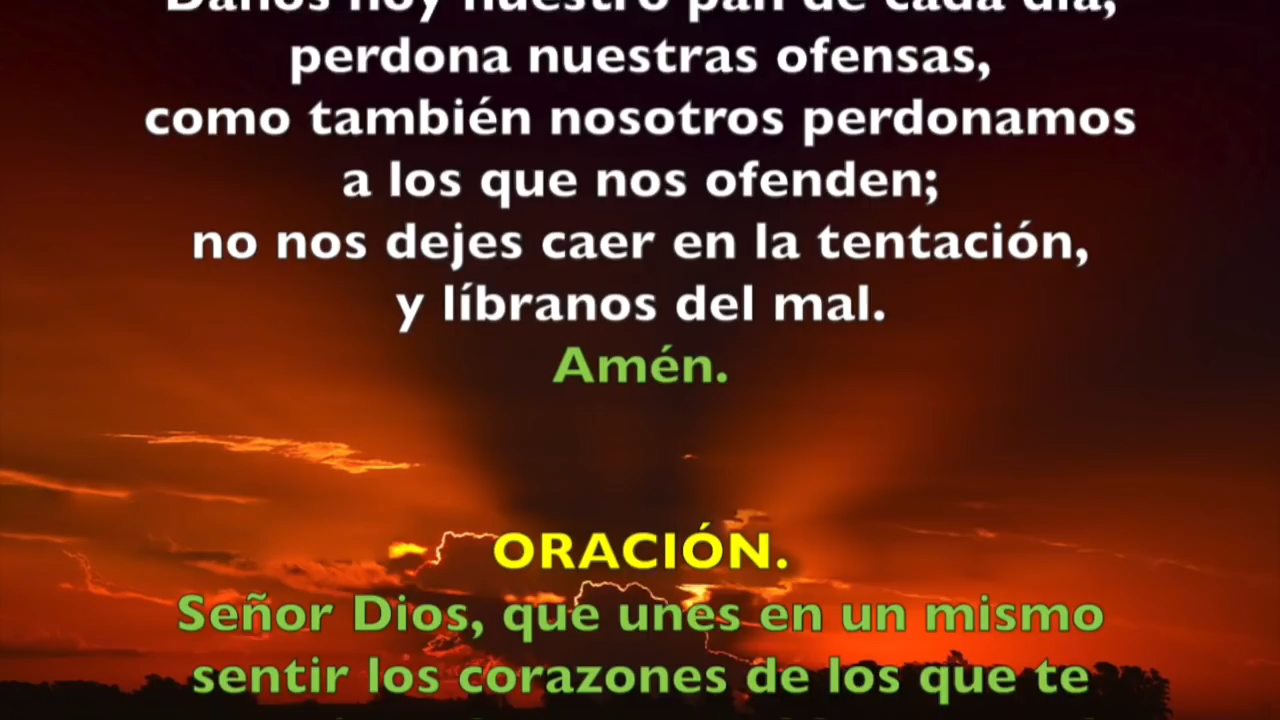 Danos hoy nuestro pan de cada día,
perdona nuestras ofensas,
como también nosotros perdonamos
a los que nos ofenden;
no nos dejes caer en la tentación,
y líbranos del mal.
Amén.
ORACIÓN.
Señor Dios, que unes en un mismo
sentir los corazones de los que te